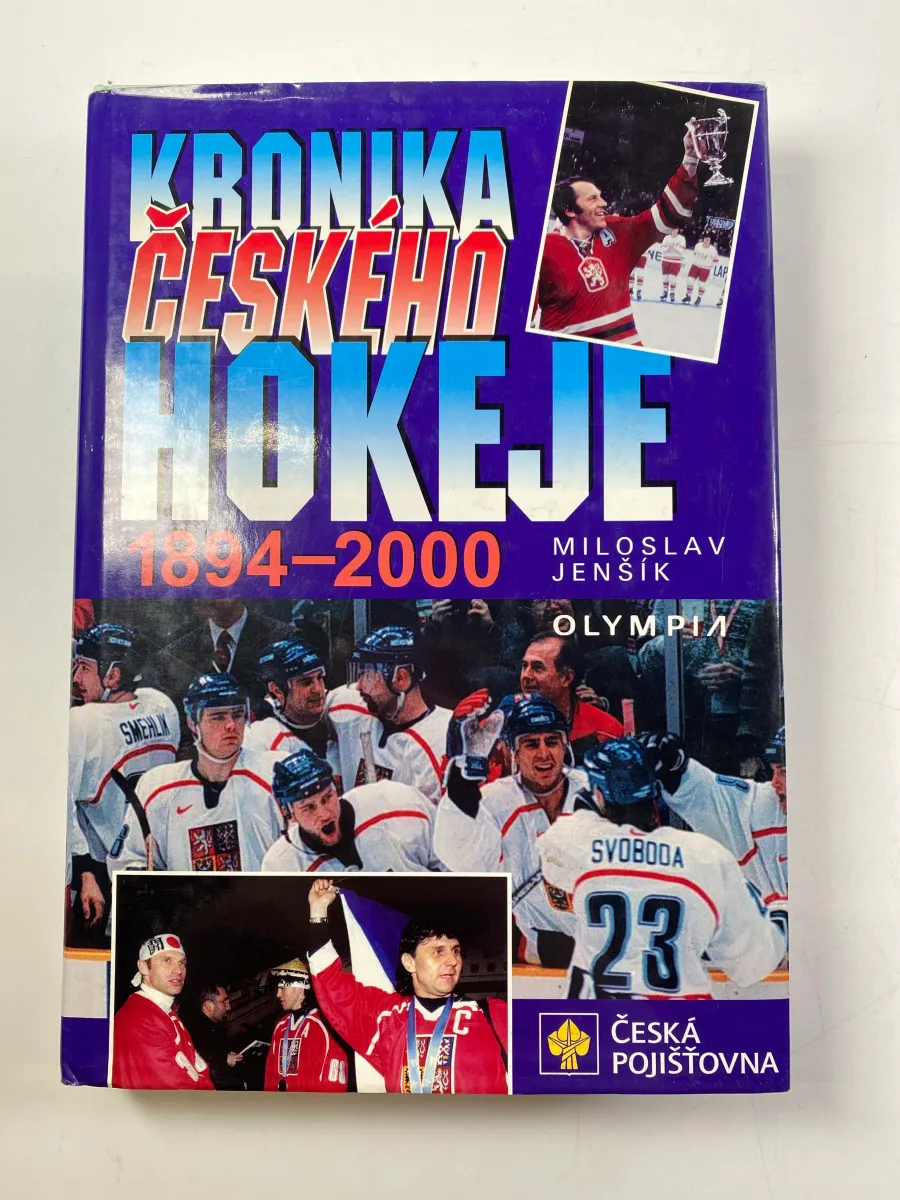 KRONIKA
ČESKÉHO
HOKEJE
1894–2000
MILOSLAV
JENŠÍK
OLYMPIA
SMEHLIK
SVOBODA
23
C
A
ČESKÁ
POJIŠŤOVNA